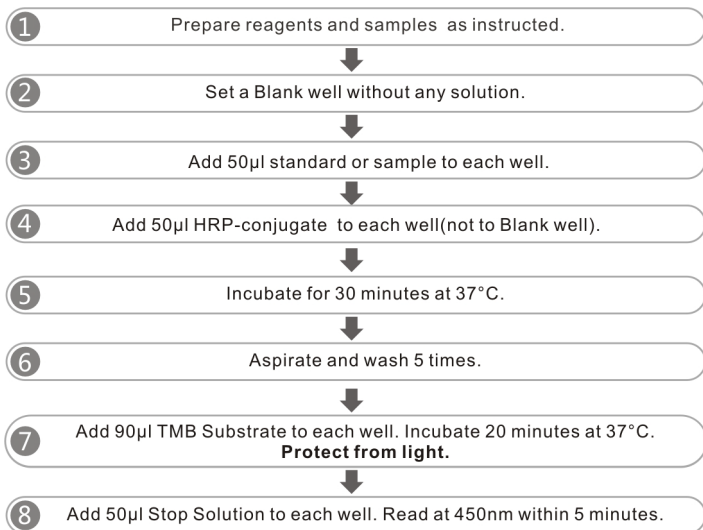 1 Prepare reagents and samples as instructed.
2 Set a Blank well without any solution.
3 Add 50μl standard or sample to each well.
4 Add 50μl HRP-conjugate to each well(not to Blank well).
5 Incubate for 30 minutes at 37°C.
6 Aspirate and wash 5 times.
7 Add 90μl TMB Substrate to each well. Incubate 20 minutes at 37°C.
Protect from light.
8 Add 50μl Stop Solution to each well. Read at 450nm within 5 minutes.